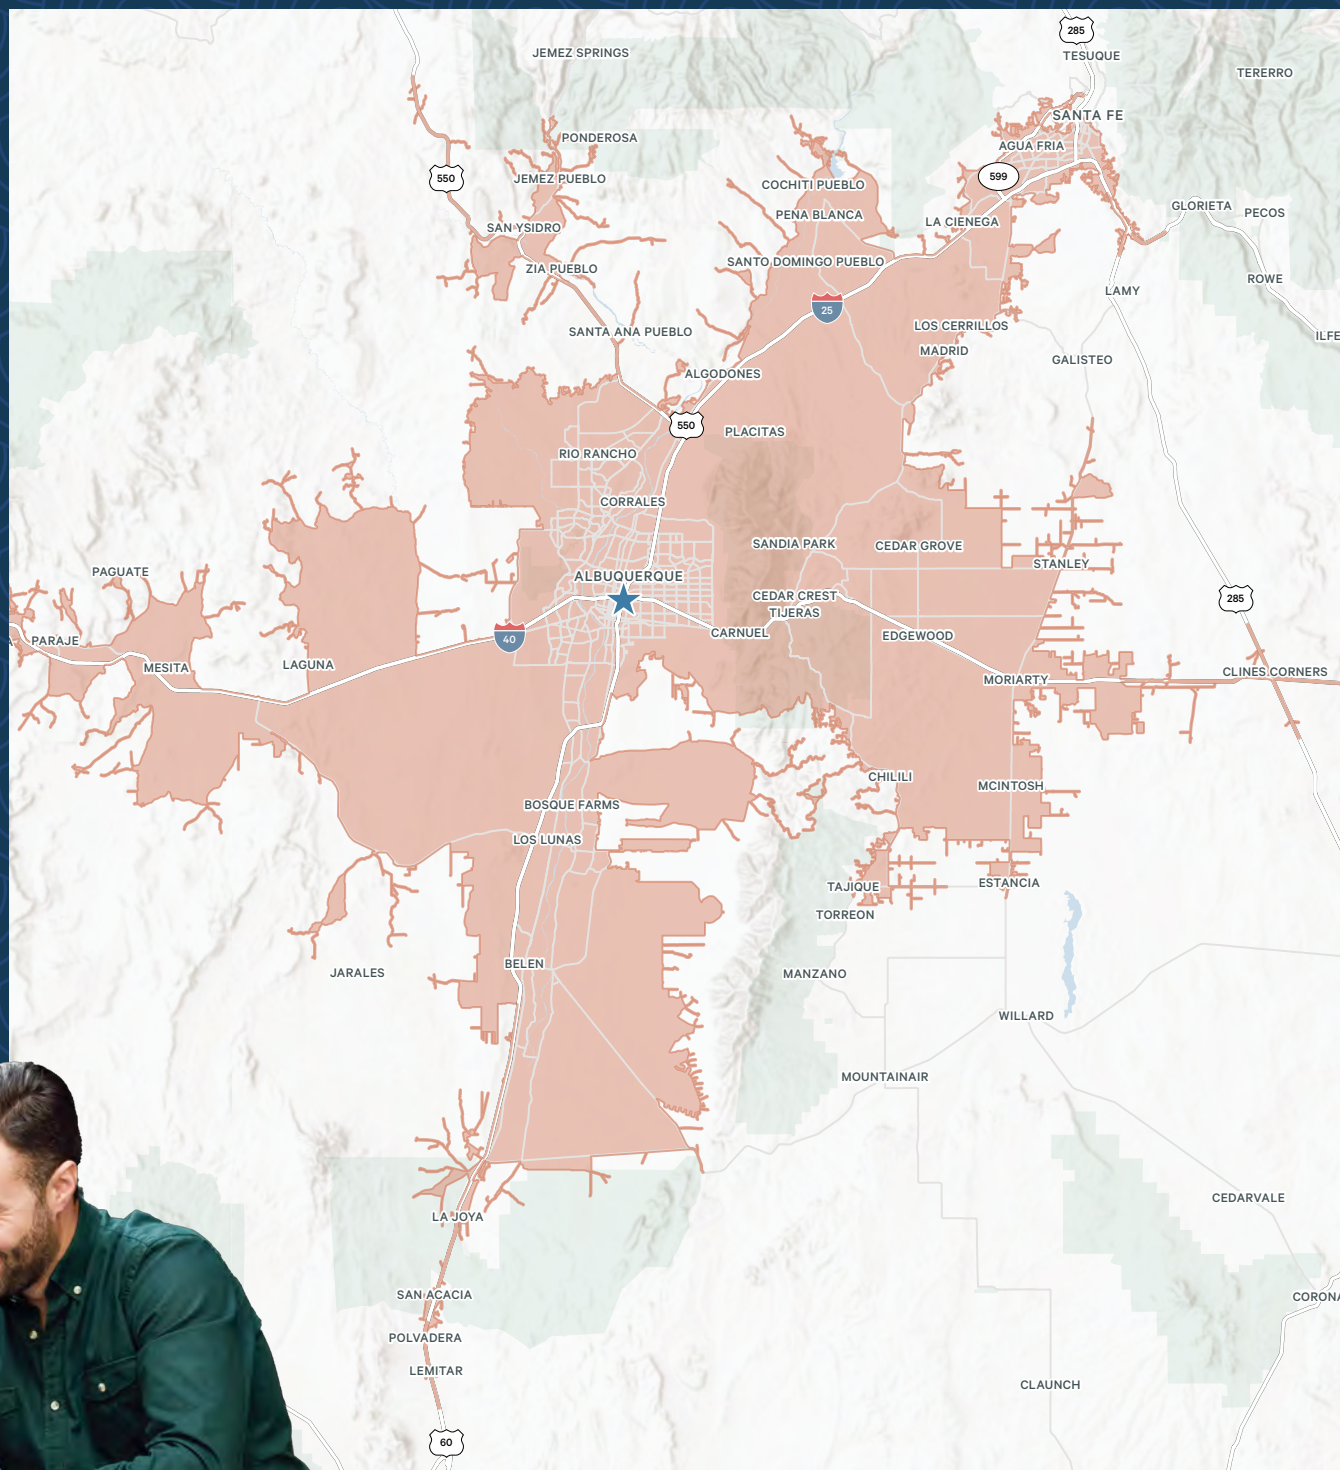 285
TESUQUE
JEMEZ SPRINGS
TERERRO
SANTA FE
PONDEROSA
AGUA FRIA
550
JEMEZ PUEBLO
599
COCHITI PUEBLO
GLORIETA
PECOS
PENA BLANCA
LA CIENEGA
SAN YSIDRO
SANTO DOMINGO PUEBLO
ZIA PUEBLO
ROWE
LAMY
25
LOS CERRILLOS
SANTA ANA PUEBLO
ILFE
MADRID
GALISTEO
ALGODONES
550
PLACITAS
RIO RANCHO
CORRALES
SANDIA PARK
CEDAR GROVE
STANLEY
PAGUATE
ALBUQUERQUE
CEDAR CREST
285
TIJERAS
CARNUEL
EDGEWOOD
40
PARAJE
LAGUNA
MESITA
CLINES CORNERS
MORIARTY
CHILILI
MCINTOSH
BOSQUE FARMS
LOS LUNAS
TAJIQUE
ESTANCIA
TORREON
BELEN
JARALES
MANZANO
WILLARD
MOUNTAINAIR
CEDARVALE
LA JOYA
SAN ACACIA
CORONA
POLVADERA
LEMITAR
CLAUNCH
60